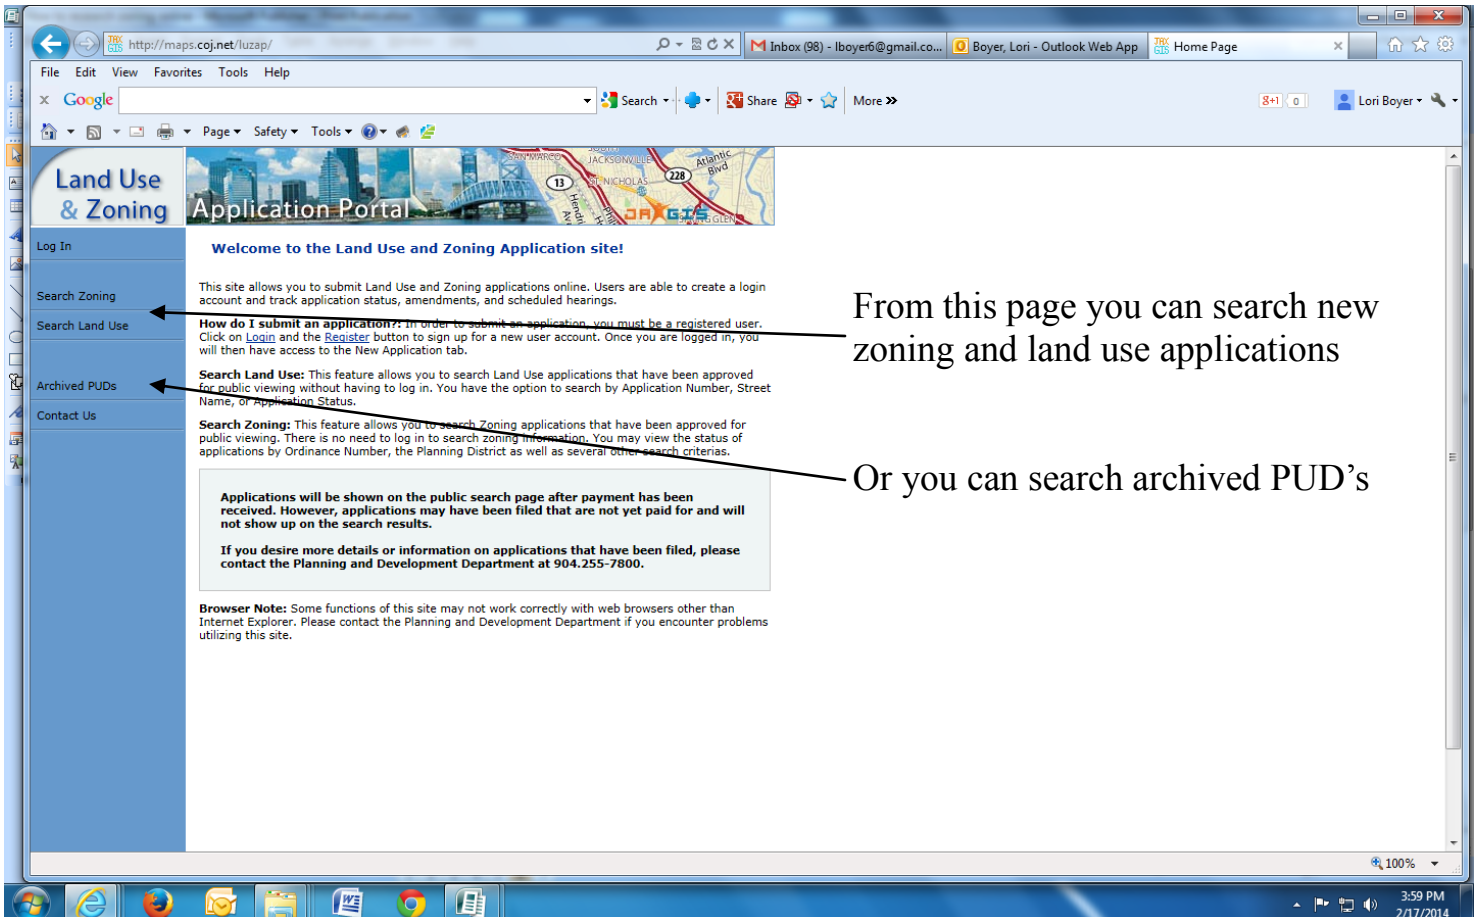 http://maps.coj.net/luzap/
Inbox (98) - lboyer6@gmail.co...
Boyer, Lori - Outlook Web App
JAX GIS Home Page
File Edit View Favorites Tools Help
x Google
Search
Share
More »
g+1 0
Lori Boyer
Page Safety Tools
Land Use
& Zoning
Application Portal
SAN MARCO
JACKSONVILLE
Atlantic
Blvd
ST. NICHOLAS
13
228
JAXGIS
Log In
Search Zoning
Search Land Use
Archived PUDs
Contact Us
Welcome to the Land Use and Zoning Application site!
This site allows you to submit Land Use and Zoning applications online. Users are able to create a login
account and track application status, amendments, and scheduled hearings.
How do I submit an application?: In order to submit an application, you must be a registered user.
Click on Login and the Register button to sign up for a new user account. Once you are logged in, you
will then have access to the New Application tab.
Search Land Use: This feature allows you to search Land Use applications that have been approved
for public viewing without having to log in. You have the option to search by Application Number, Street
Name, or Application Status.
Search Zoning: This feature allows you to search Zoning applications that have been approved for
public viewing. There is no need to log in to search zoning information. You may view the status of
applications by Ordinance Number, the Planning District as well as several other search criterias.
Applications will be shown on the public search page after payment has been
received. However, applications may have been filed that are not yet paid for and will
not show up on the search results.
If you desire more details or information on applications that have been filed, please
contact the Planning and Development Department at 904.255-7800.
Browser Note: Some functions of this site may not work correctly with web browsers other than
Internet Explorer. Please contact the Planning and Development Department if you encounter problems
utilizing this site.
From this page you can search new
zoning and land use applications
Or you can search archived PUD's
100%
3:59 PM
2/17/2014